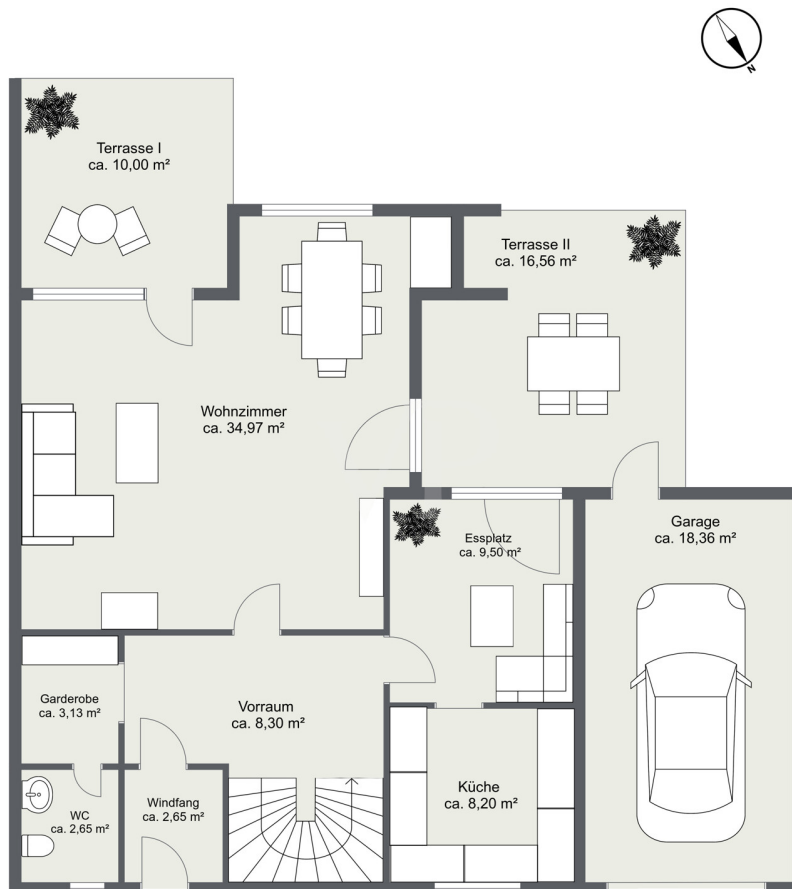 N
Terrasse I
ca. 10,00 m²
Terrasse II
ca. 16,56 m²
Wohnzimmer
ca. 34,97 m²
Garage
ca. 18,36 m²
Essplatz
ca. 9,50 m²
Garderobe
ca. 3,13 m²
Vorraum
ca. 8,30 m²
Küche
ca. 8,20 m²
WC
ca. 2,65 m²
Windfang
ca. 2,65 m²